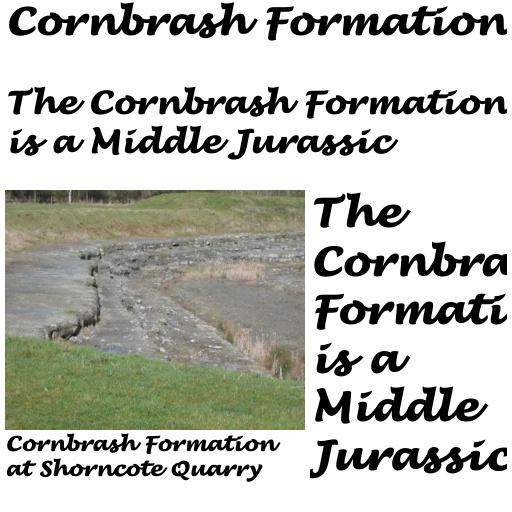 Cornbrash Formation
The Cornbrash Formation
is a Middle Jurassic
The
Cornbra
Formati
is a
Middle
Jurassic
Cornbrash Formation
at Shorncote Quarry